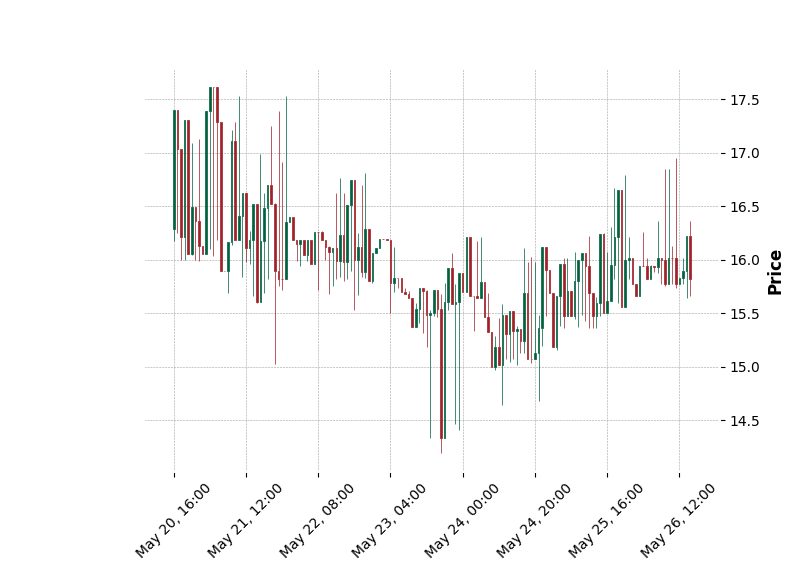 17.5
17.0
16.5
16.0
15.5
15.0
14.5
Price
May 20, 16:00
May 21, 12:00
May 22, 08:00
May 23, 04:00
May 24, 00:00
May 24, 20:00
May 25, 16:00
May 26, 12:00